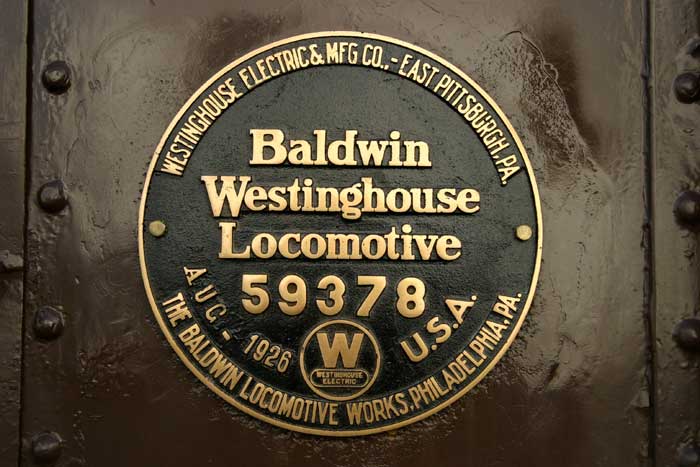 WESTINGHOUSE ELECTRIC & MFG CO., - EAST PITTSBURGH, PA.
Baldwin
Westinghouse
Locomotive
59378
AUG - 1926
U.S.A.
W
WESTINGHOUSE
ELECTRIC
THE BALDWIN LOCOMOTIVE WORKS, PHILADELPHIA, PA.